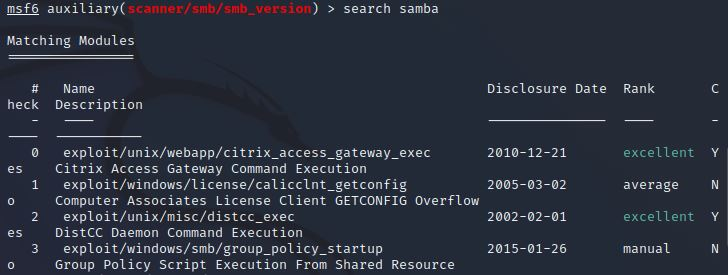 msf6 auxiliary(scanner/smb/smb_version) > search samba
Matching Modules
================
# Name Disclosure Date Rank C
heck Description
- ---- --------------- ---- -
---- -----------
0 exploit/unix/webapp/citrix_access_gateway_exec 2010-12-21 excellent Y
es Citrix Access Gateway Command Execution
1 exploit/windows/license/calicclnt_getconfig 2005-03-02 average N
o Computer Associates License Client GETCONFIG Overflow
2 exploit/unix/misc/distcc_exec 2002-02-01 excellent Y
es DistCC Daemon Command Execution
3 exploit/windows/smb/group_policy_startup 2015-01-26 manual N
o Group Policy Script Execution From Shared Resource